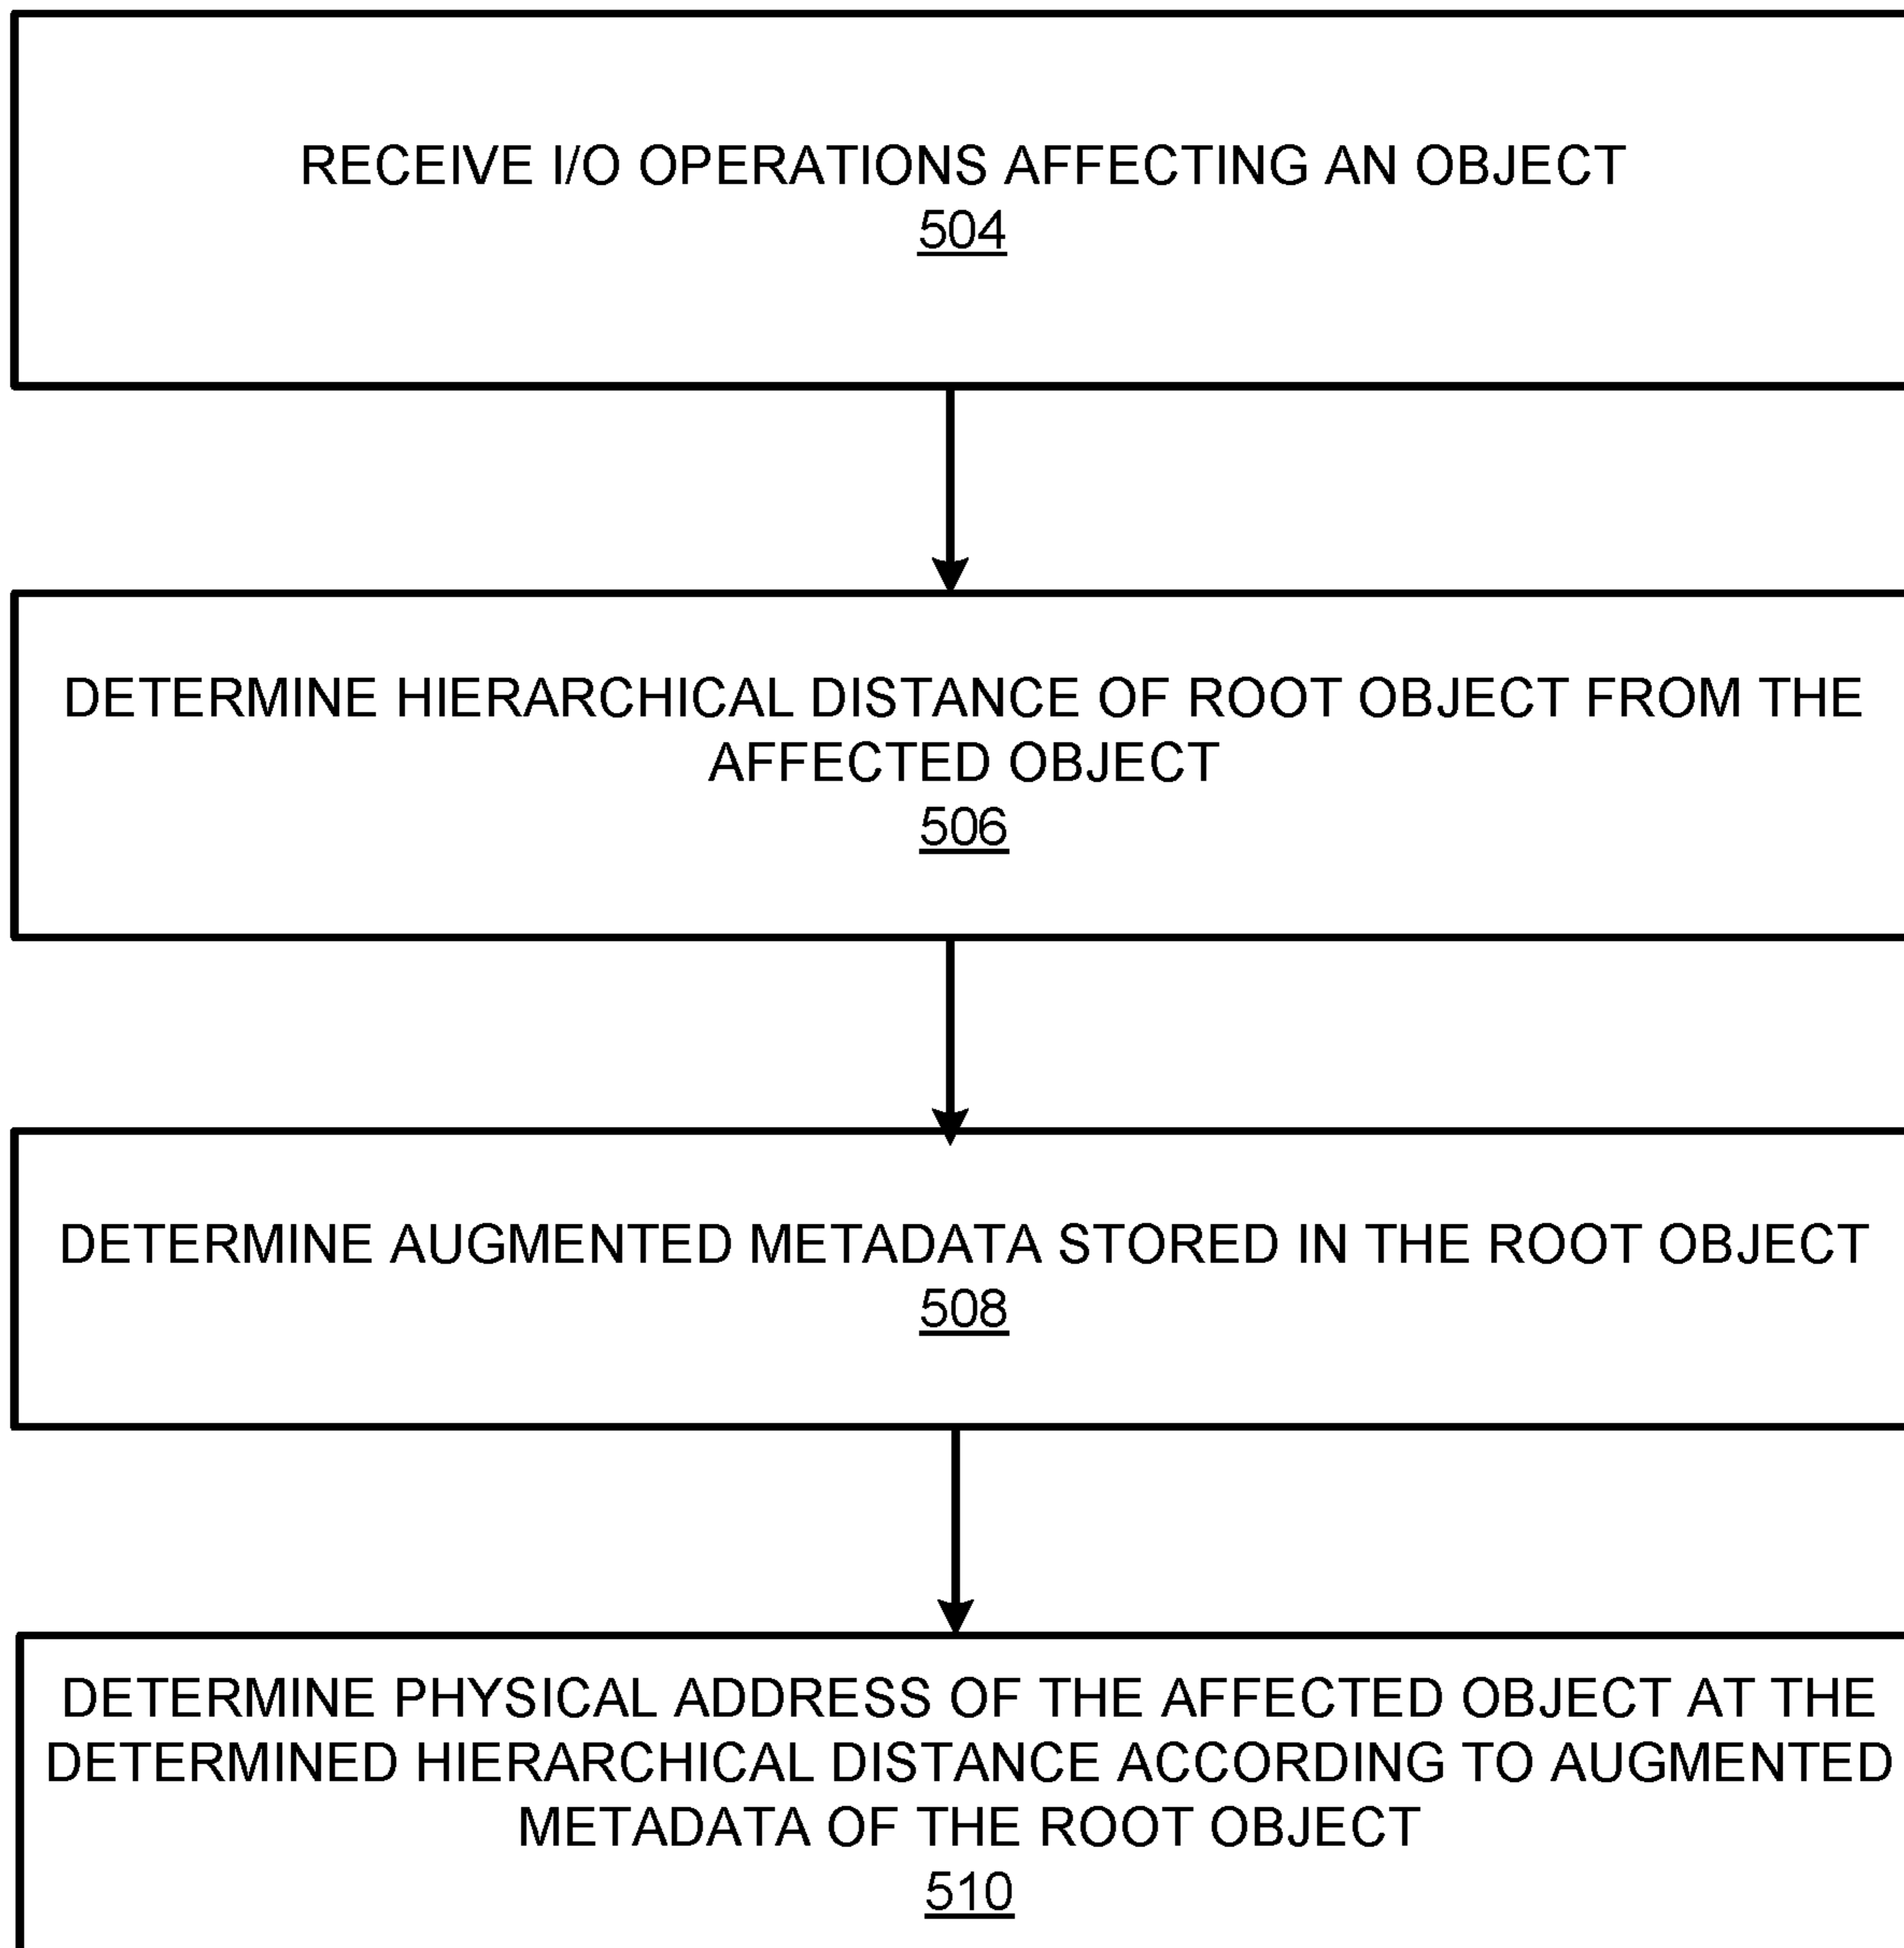 RECEIVE I/O OPERATIONS AFFECTING AN OBJECT
504
DETERMINE HIERARCHICAL DISTANCE OF ROOT OBJECT FROM THE
AFFECTED OBJECT
506
DETERMINE AUGMENTED METADATA STORED IN THE ROOT OBJECT
508
DETERMINE PHYSICAL ADDRESS OF THE AFFECTED OBJECT AT THE
DETERMINED HIERARCHICAL DISTANCE ACCORDING TO AUGMENTED
METADATA OF THE ROOT OBJECT
510